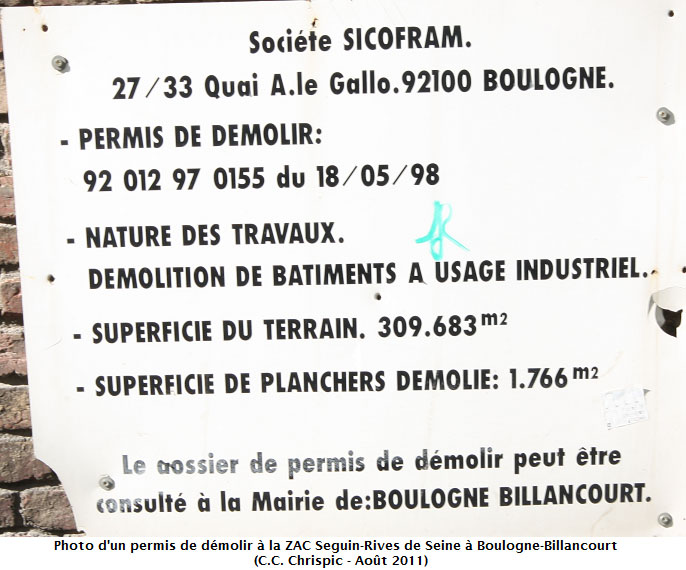 Sociéte SICOFRAM.
27/33 Quai A.le Gallo.92100 BOULOGNE.
- PERMIS DE DEMOLIR:
92 012 97 0155 du 18/05/98
- NATURE DES TRAVAUX.
DEMOLITION DE BATIMENTS A USAGE INDUSTRIEL.
- SUPERFICIE DU TERRAIN. 309.683 m2
- SUPERFICIE DE PLANCHERS DEMOLIE: 1.766 m2
Le dossier de permis de démolir peut être
consulté à la Mairie de:BOULOGNE BILLANCOURT.
Photo d'un permis de démolir à la ZAC Seguin-Rives de Seine à Boulogne-Billancourt
(C.C. Chrispic - Août 2011)